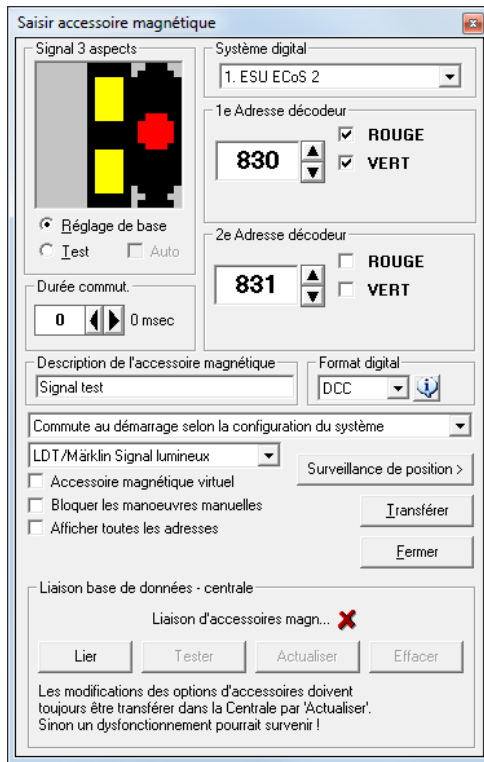 Saisir accessoire magnétique
Signal 3 aspects
Réglage de base
Test
Auto
Système digital
1. ESU ECoS 2
1e Adresse décodeur
830
ROUGE
VERT
2e Adresse décodeur
831
ROUGE
VERT
Durée commut.
0
0 msec
Description de l'accessoire magnétique
Signal test
Format digital
DCC
Commute au démarrage selon la configuration du système
LDT/Märklin Signal lumineux
Surveillance de position >
Accessoire magnétique virtuel
Bloquer les manoeuvres manuelles
Afficher toutes les adresses
Transférer
Fermer
Liaison base de données - centrale
Liaison d'accessoires magn...
Lier
Tester
Actualiser
Effacer
Les modifications des options d'accessoires doivent
toujours être transférer dans la Centrale par 'Actualiser'.
Sinon un dysfonctionnement pourrait survenir !